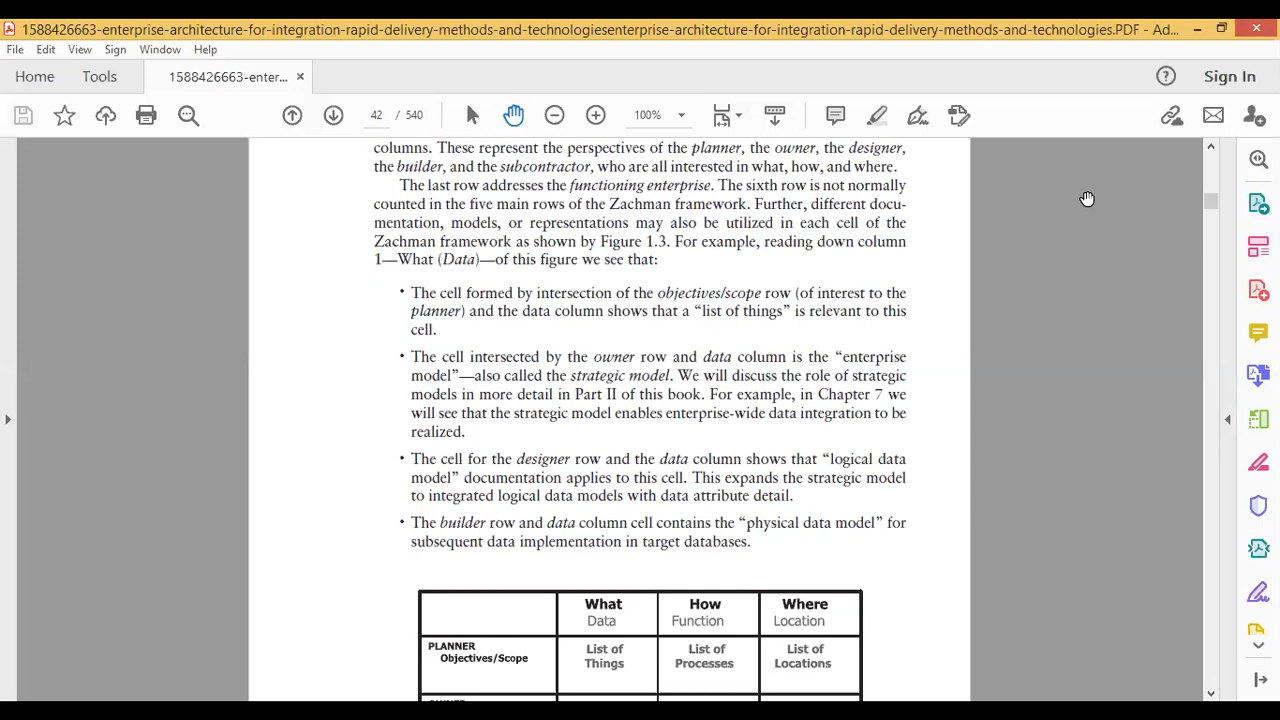 1588426663-enterprise-architecture-for-integration-rapid-delivery-methods-and-technologiesenterprise-architecture-for-integration-rapid-delivery-methods-and-technologies.PDF - Ad...
File Edit View Sign Window Help
Home Tools 1588426663-enter... ×
Sign In
42 / 540 100%
columns. These represent the perspectives of the planner, the owner, the designer,
the builder, and the subcontractor, who are all interested in what, how, and where.
The last row addresses the functioning enterprise. The sixth row is not normally
counted in the five main rows of the Zachman framework. Further, different docu-
mentation, models, or representations may also be utilized in each cell of the
Zachman framework as shown by Figure 1.3. For example, reading down column
1—What (Data)—of this figure we see that:
• The cell formed by intersection of the objectives/scope row (of interest to the
planner) and the data column shows that a “list of things” is relevant to this
cell.
• The cell intersected by the owner row and data column is the “enterprise
model”—also called the strategic model. We will discuss the role of strategic
models in more detail in Part II of this book. For example, in Chapter 7 we
will see that the strategic model enables enterprise-wide data integration to be
realized.
• The cell for the designer row and the data column shows that “logical data
model” documentation applies to this cell. This expands the strategic model
to integrated logical data models with data attribute detail.
• The builder row and data column cell contains the “physical data model” for
subsequent data implementation in target databases.
What How Where
Data Function Location
PLANNER List of List of List of
Objectives/Scope Things Processes Locations